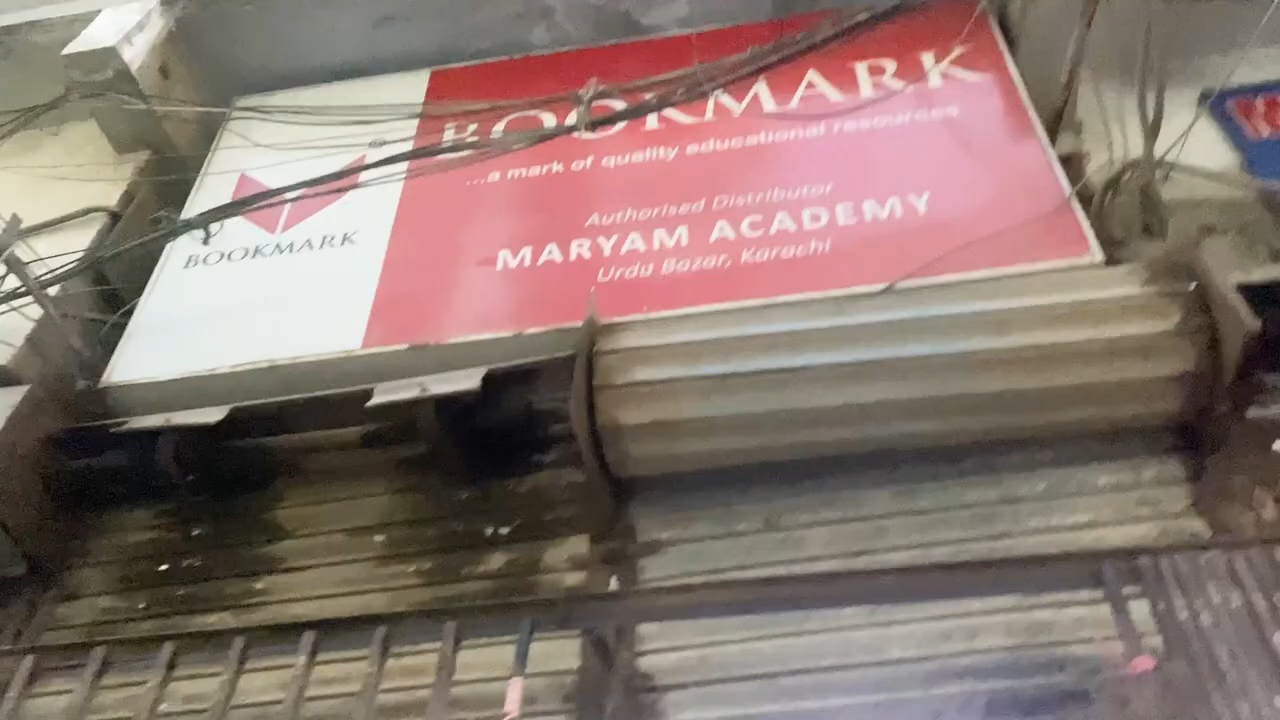 BOOKMARK
BOOKMARK
...a mark of quality educational resources
Authorised Distributor
MARYAM ACADEMY
Urdu Bazar, Karachi